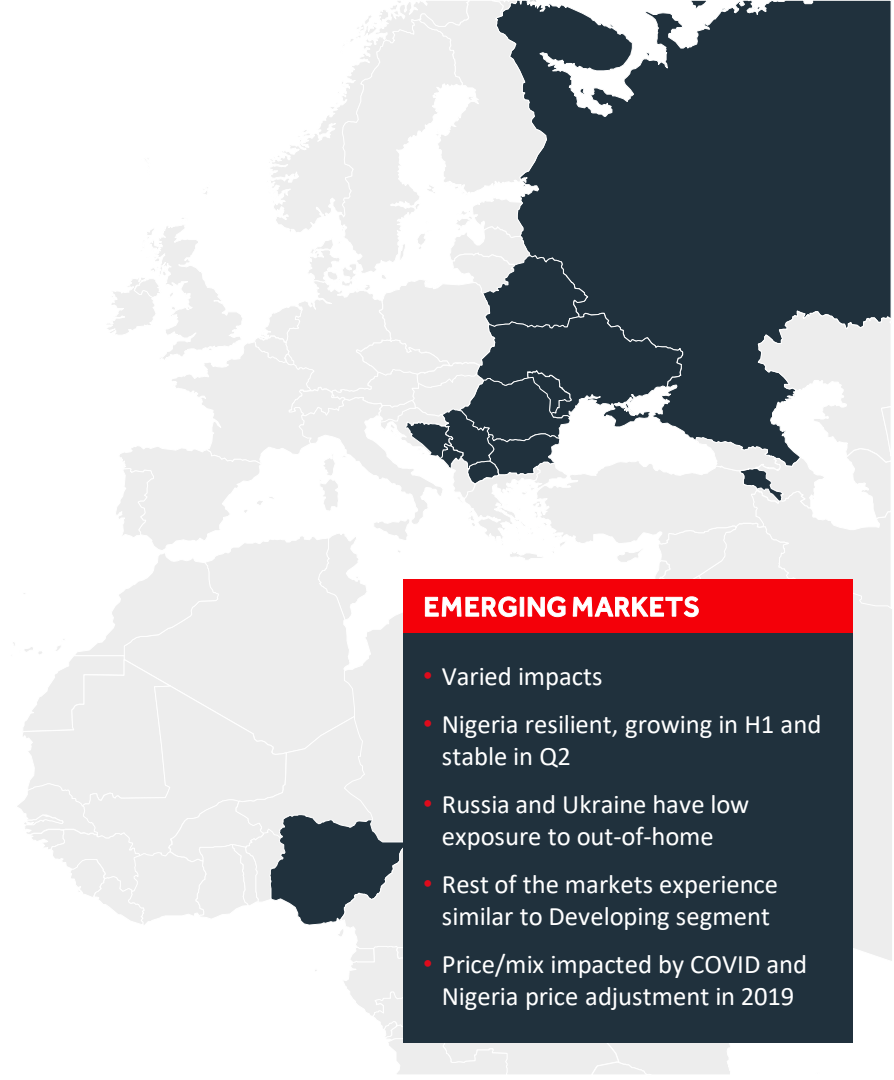 EMERGING MARKETS
• Varied impacts
• Nigeria resilient, growing in H1 and
stable in Q2
• Russia and Ukraine have low
exposure to out-of-home
• Rest of the markets experience
similar to Developing segment
• Price/mix impacted by COVID and
Nigeria price adjustment in 2019